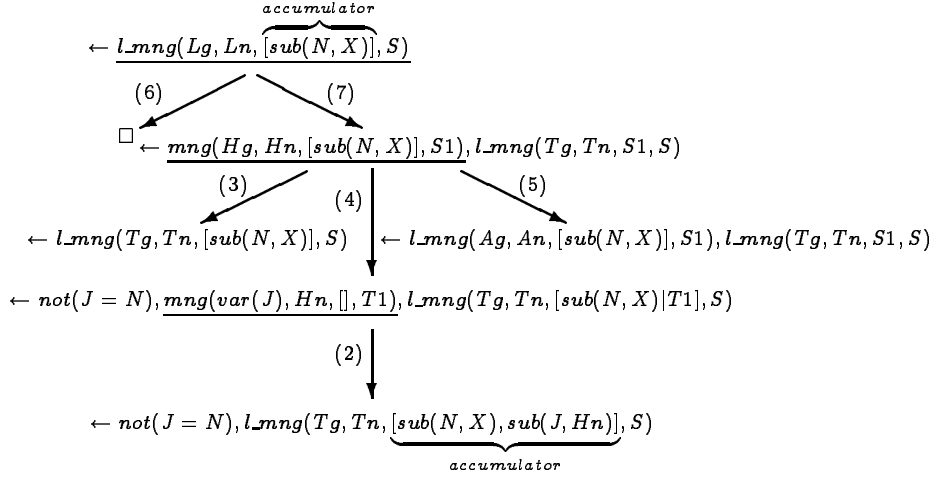 accumulator
← l_mng(Lg, Ln, [sub(N, X)], S)
(6) (7)
□ ← mng(Hg, Hn, [sub(N, X)], S1), l_mng(Tg, Tn, S1, S)
(3) (4) (5)
← l_mng(Tg, Tn, [sub(N, X)], S) ← l_mng(Ag, An, [sub(N, X)], S1), l_mng(Tg, Tn, S1, S)
← not(J = N), mng(var(J), Hn, [], T1), l_mng(Tg, Tn, [sub(N, X)|T1], S)
(2)
← not(J = N), l_mng(Tg, Tn, [sub(N, X), sub(J, Hn)], S)
accumulator